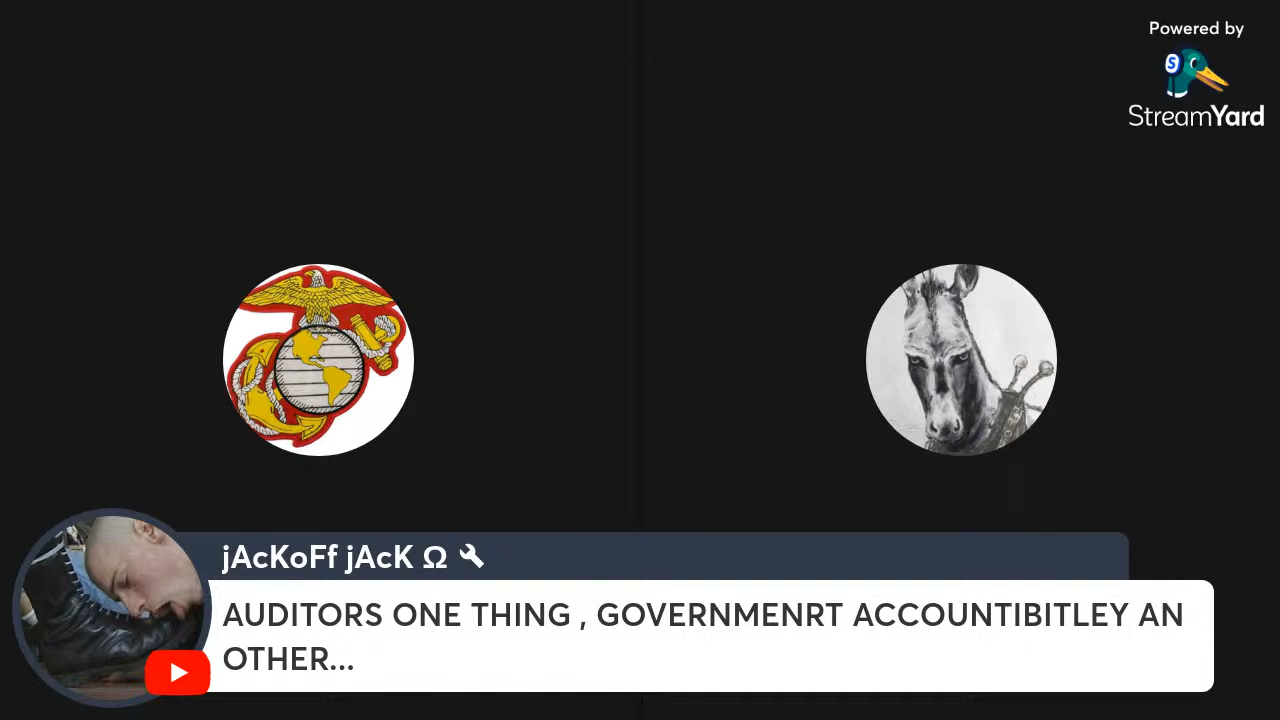 Powered by
S
StreamYard
jAcKoFf jAcK Ω
AUDITORS ONE THING , GOVERNMENRT ACCOUNTIBITLEY AN
OTHER...